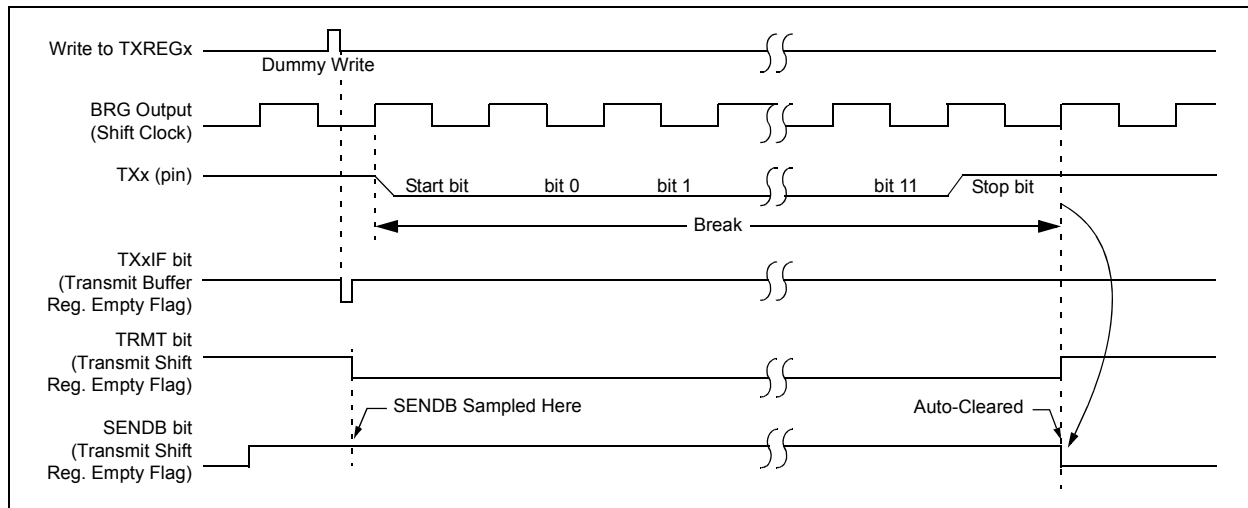 Write to TXREGx
Dummy Write
BRG Output
(Shift Clock)
TXx (pin)
Start bit
bit 0
bit 1
bit 11
Stop bit
Break
TXxIF bit
(Transmit Buffer
Reg. Empty Flag)
TRMT bit
(Transmit Shift
Reg. Empty Flag)
SENDB Sampled Here
Auto-Cleared
SENDB bit
(Transmit Shift
Reg. Empty Flag)